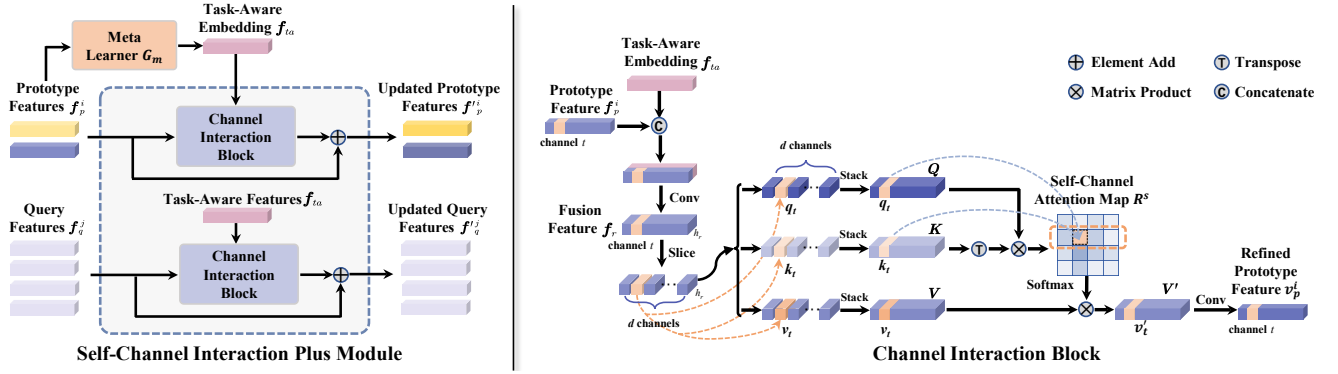 Task-Aware
Embedding f_ta
Meta
Learner G_m
Prototype
Features f_p^i
Updated Prototype
Features f'_p^i
Channel
Interaction
Block
Query
Features f_q^j
Task-Aware Features f_ta
Updated Query
Features f'_q^j
Channel
Interaction
Block
Self-Channel Interaction Plus Module
Task-Aware
Embedding f_ta
Prototype
Feature f_p^i
C
channel t
Conv
Fusion
Feature f_r
channel t
h_r
Slice
h_r
d channels
d channels
q_t
Stack
Q
q_t
k_t
Stack
K
k_t
T
v_t
Stack
V
v_t
Element Add
T Transpose
Matrix Product
C Concatenate
Self-Channel
Attention Map R^s
Softmax
V'
v'_t
Conv
Refined
Prototype
Feature v_p^i
channel t
Channel Interaction Block